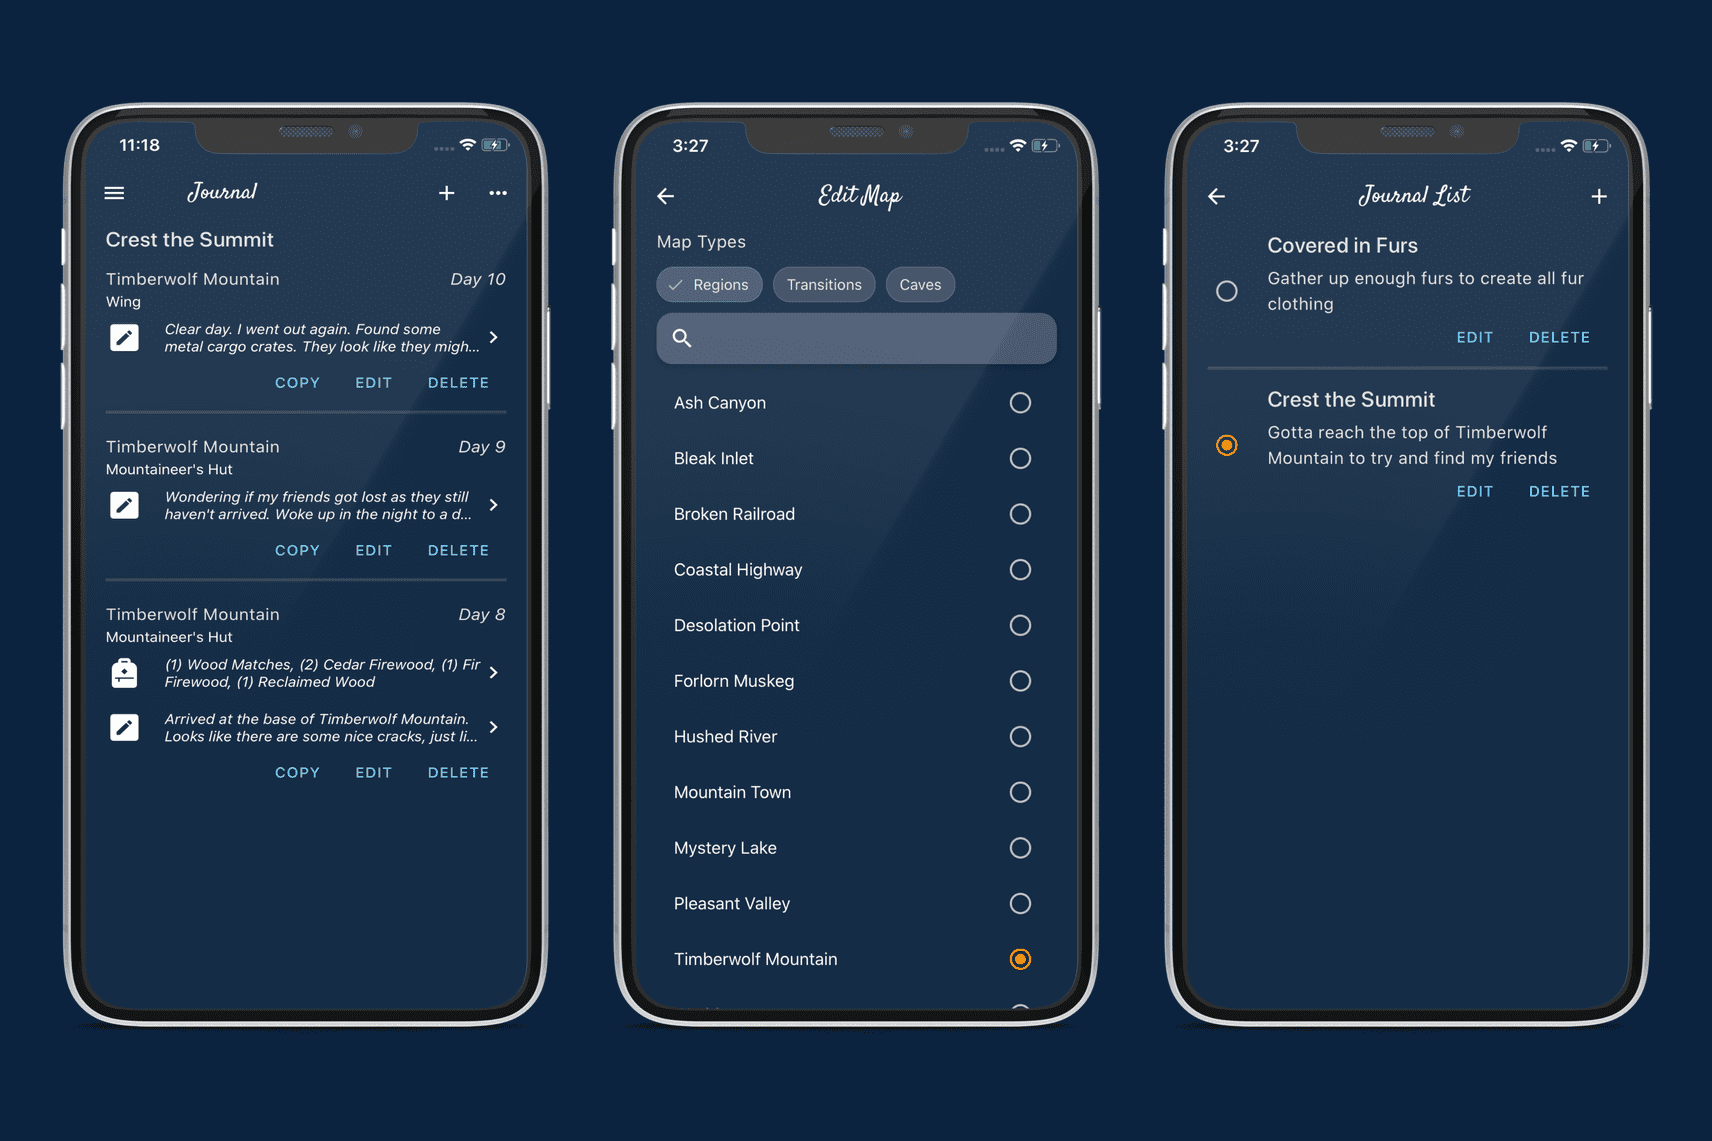 11:18
Journal
Crest the Summit
Timberwolf Mountain Day 10
Wing
Clear day. I went out again. Found some
metal cargo crates. They look like they migh...
COPY EDIT DELETE
Timberwolf Mountain Day 9
Mountaineer's Hut
Wondering if my friends got lost as they still
haven't arrived. Woke up in the night to a d...
COPY EDIT DELETE
Timberwolf Mountain Day 8
Mountaineer's Hut
(1) Wood Matches, (2) Cedar Firewood, (1) Fir
Firewood, (1) Reclaimed Wood
Arrived at the base of Timberwolf Mountain.
Looks like there are some nice cracks, just li...
COPY EDIT DELETE
3:27
Edit Map
Map Types
Regions Transitions Caves
Ash Canyon
Bleak Inlet
Broken Railroad
Coastal Highway
Desolation Point
Forlorn Muskeg
Hushed River
Mountain Town
Mystery Lake
Pleasant Valley
Timberwolf Mountain
3:27
Journal List
Covered in Furs
Gather up enough furs to create all fur
clothing
EDIT DELETE
Crest the Summit
Gotta reach the top of Timberwolf
Mountain to try and find my friends
EDIT DELETE